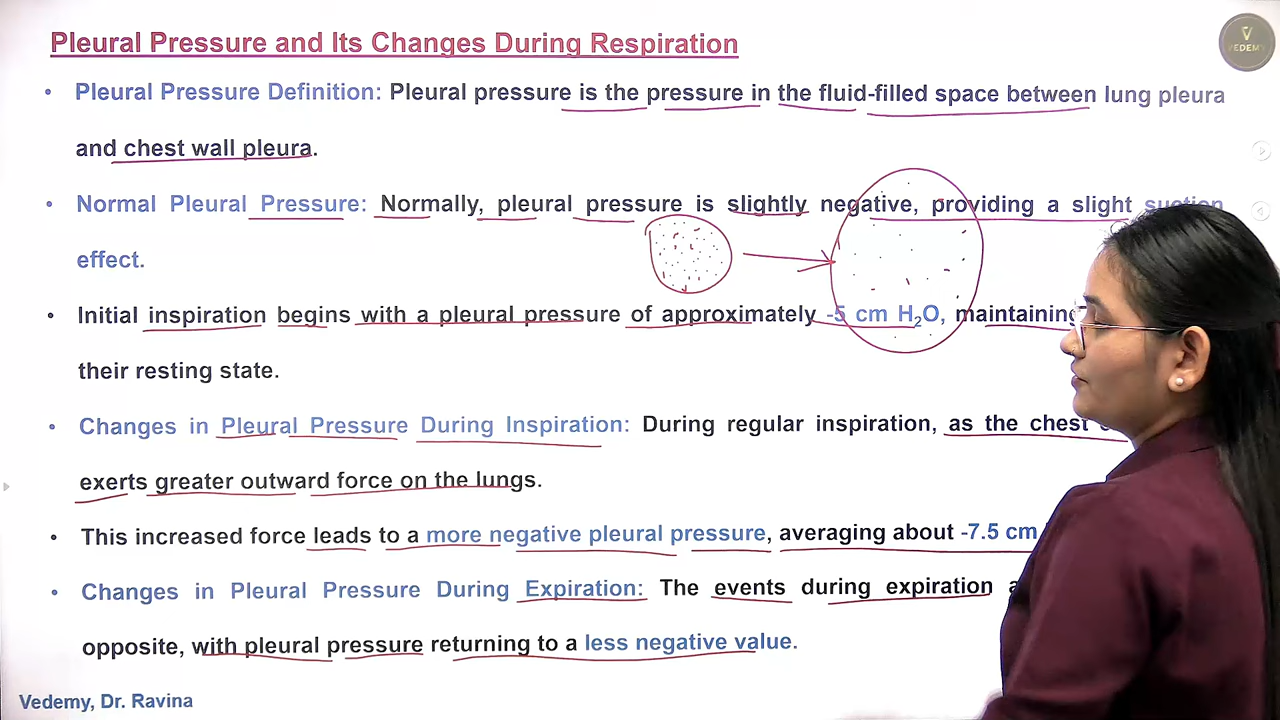 Pleural Pressure and Its Changes During Respiration
VEDEMY
• Pleural Pressure Definition: Pleural pressure is the pressure in the fluid-filled space between lung pleura
and chest wall pleura.
• Normal Pleural Pressure: Normally, pleural pressure is slightly negative, providing a slight suction
effect.
• Initial inspiration begins with a pleural pressure of approximately -5 cm H₂O, maintaining
their resting state.
• Changes in Pleural Pressure During Inspiration: During regular inspiration, as the chest
exerts greater outward force on the lungs.
• This increased force leads to a more negative pleural pressure, averaging about -7.5 cm
• Changes in Pleural Pressure During Expiration: The events during expiration
opposite, with pleural pressure returning to a less negative value.
Vedemy, Dr. Ravina